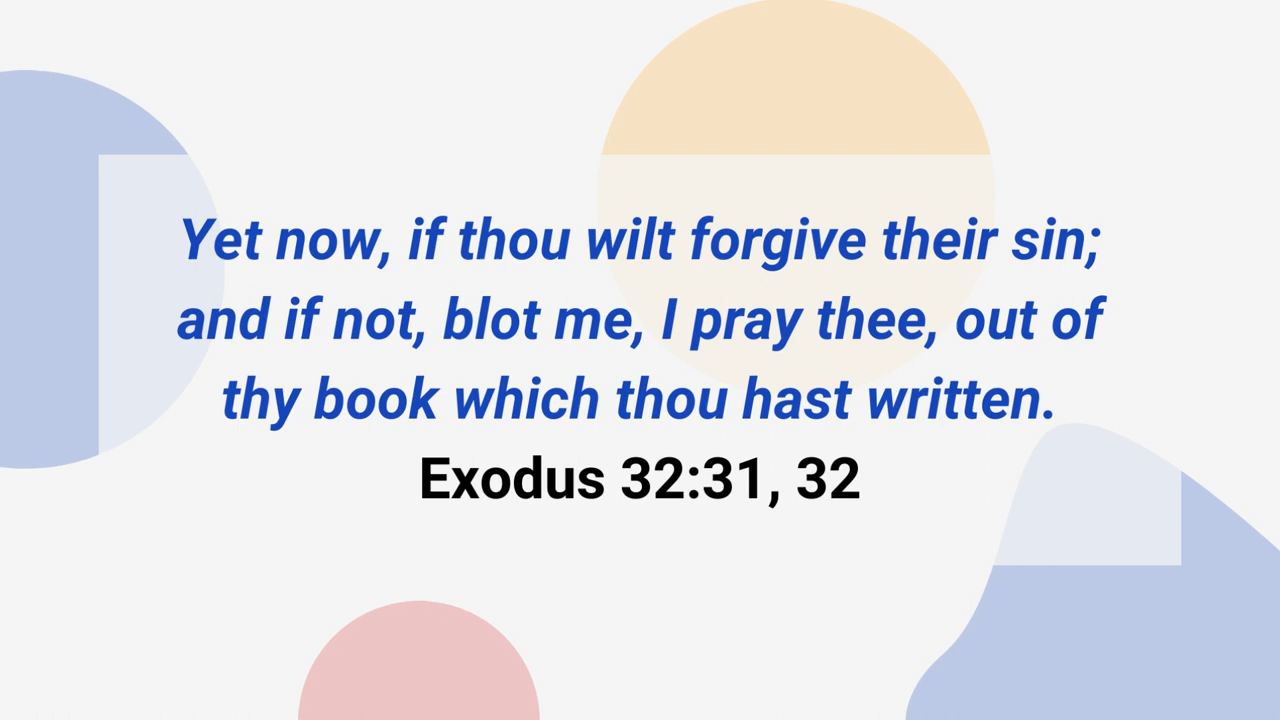 Yet now, if thou wilt forgive their sin;
and if not, blot me, I pray thee, out of
thy book which thou hast written.
Exodus 32:31, 32